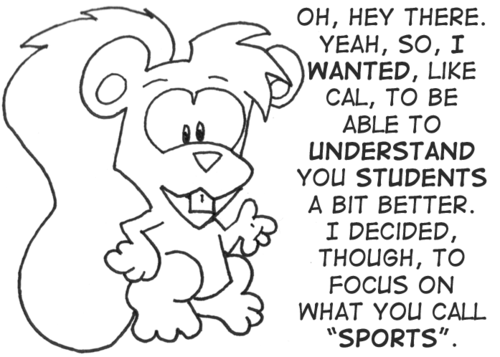 OH, HEY THERE.
YEAH, SO, I
WANTED, LIKE
CAL, TO BE
ABLE TO
UNDERSTAND
YOU STUDENTS
A BIT BETTER.
I DECIDED,
THOUGH, TO
FOCUS ON
WHAT YOU CALL
"SPORTS".